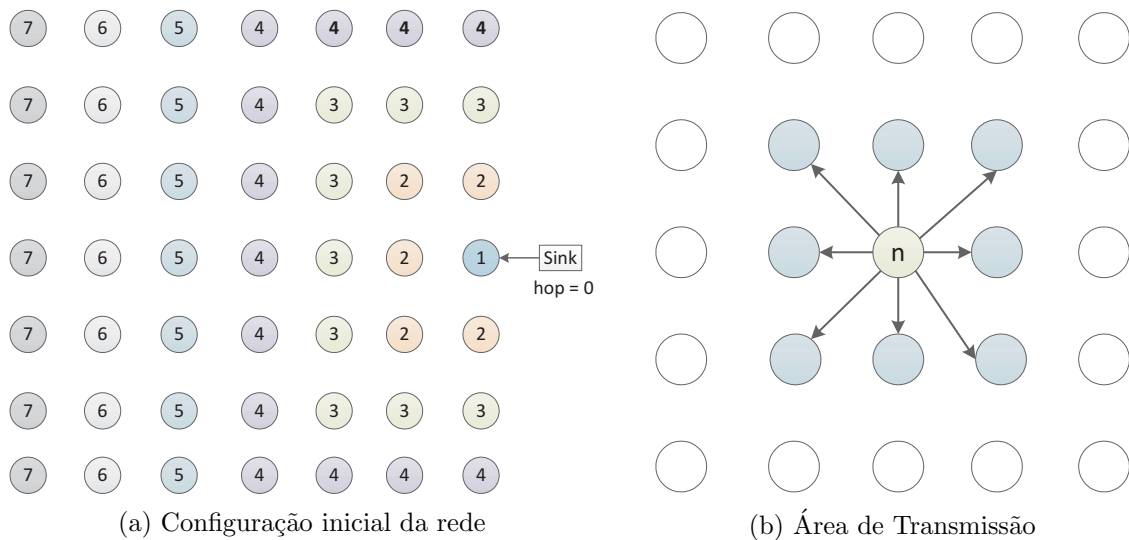 7 6 5 4 4 4 4
7 6 5 4 3 3 3
7 6 5 4 3 2 2
7 6 5 4 3 2 1 Sink
hop = 0
7 6 5 4 3 2 2
7 6 5 4 3 3 3
7 6 5 4 4 4 4
(a) Configuração inicial da rede
n
(b) Área de Transmissão